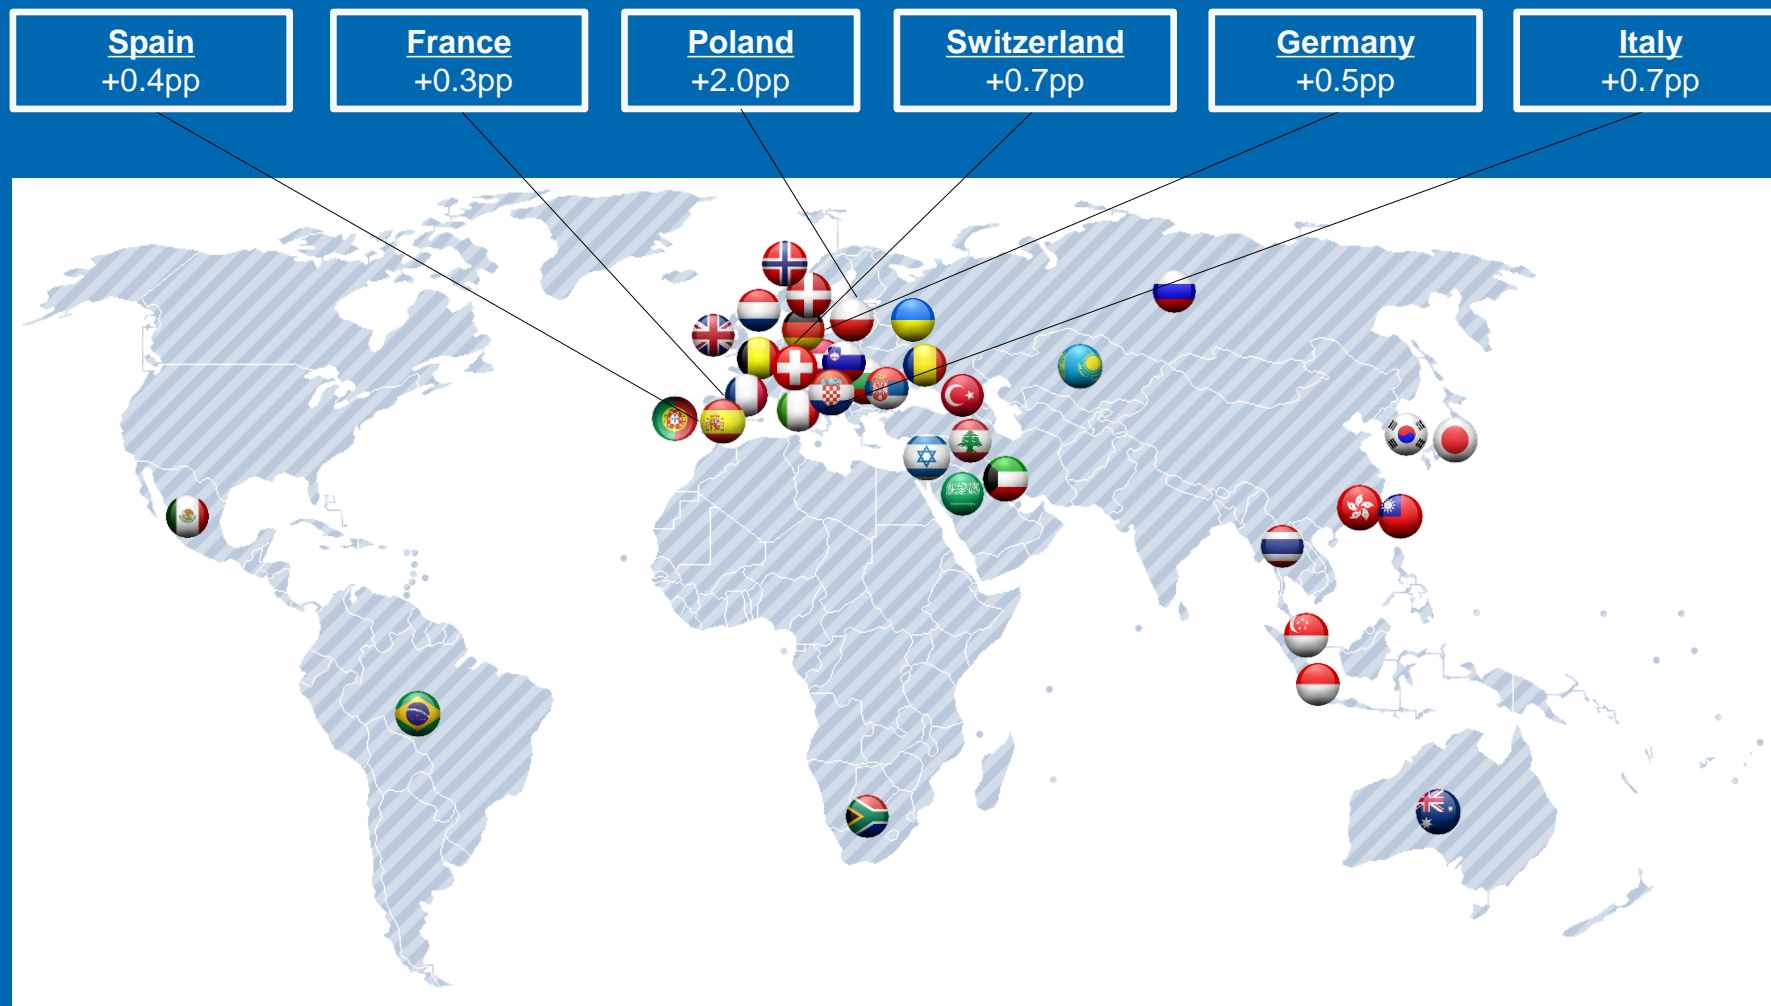 Spain
+0.4pp
France
+0.3pp
Poland
+2.0pp
Switzerland
+0.7pp
Germany
+0.5pp
Italy
+0.7pp